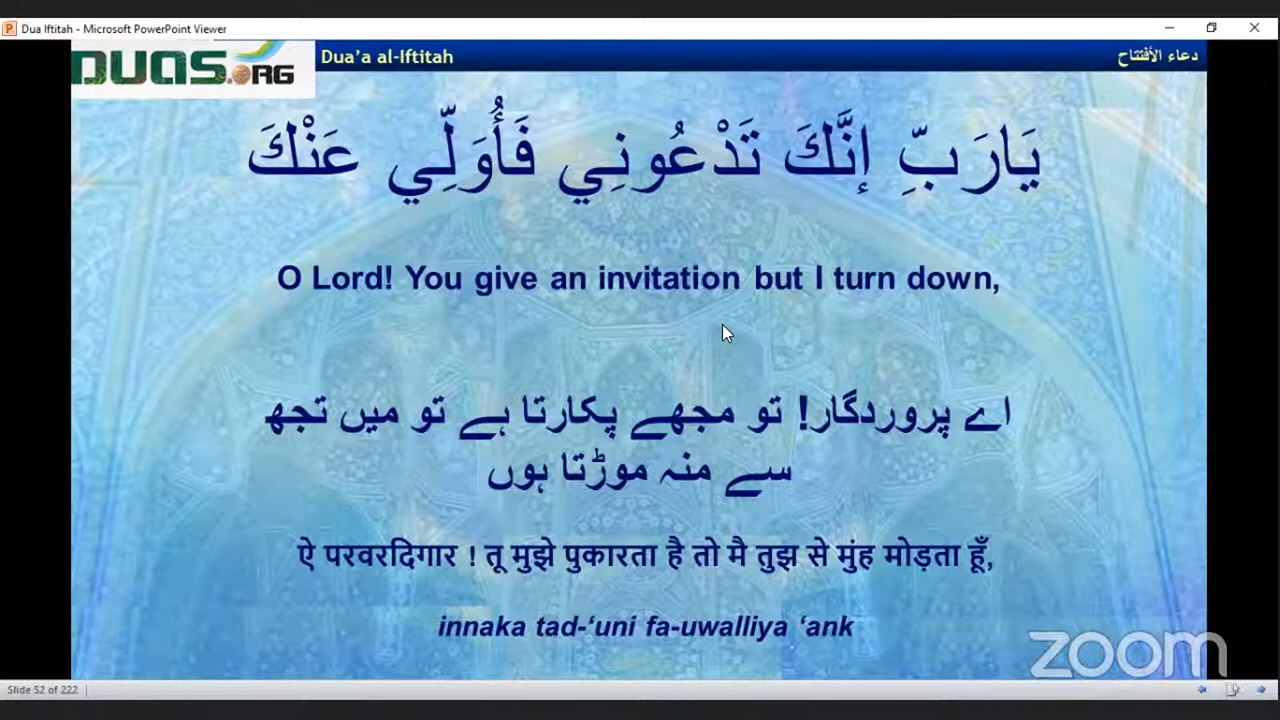 Dua Iftitah - Microsoft PowerPoint Viewer
DUAS.ORG
Dua’a al-Iftitah
دعاء الأفتتاح
يَارَبِّ إنَّكَ تَدْعُونِي فَأُوَلِّي عَنْكَ
O Lord! You give an invitation but I turn down,
اے پروردگار! تو مجھے پکارتا ہے تو میں تجھ
سے منہ موڑتا ہوں
ऐ परवरदिगार ! तू मुझे पुकारता है तो मै तुझ से मुंह मोड़ता हूँ,
innaka tad-‘uni fa-uwalliya ‘ank
zoom
Slide 52 of 222